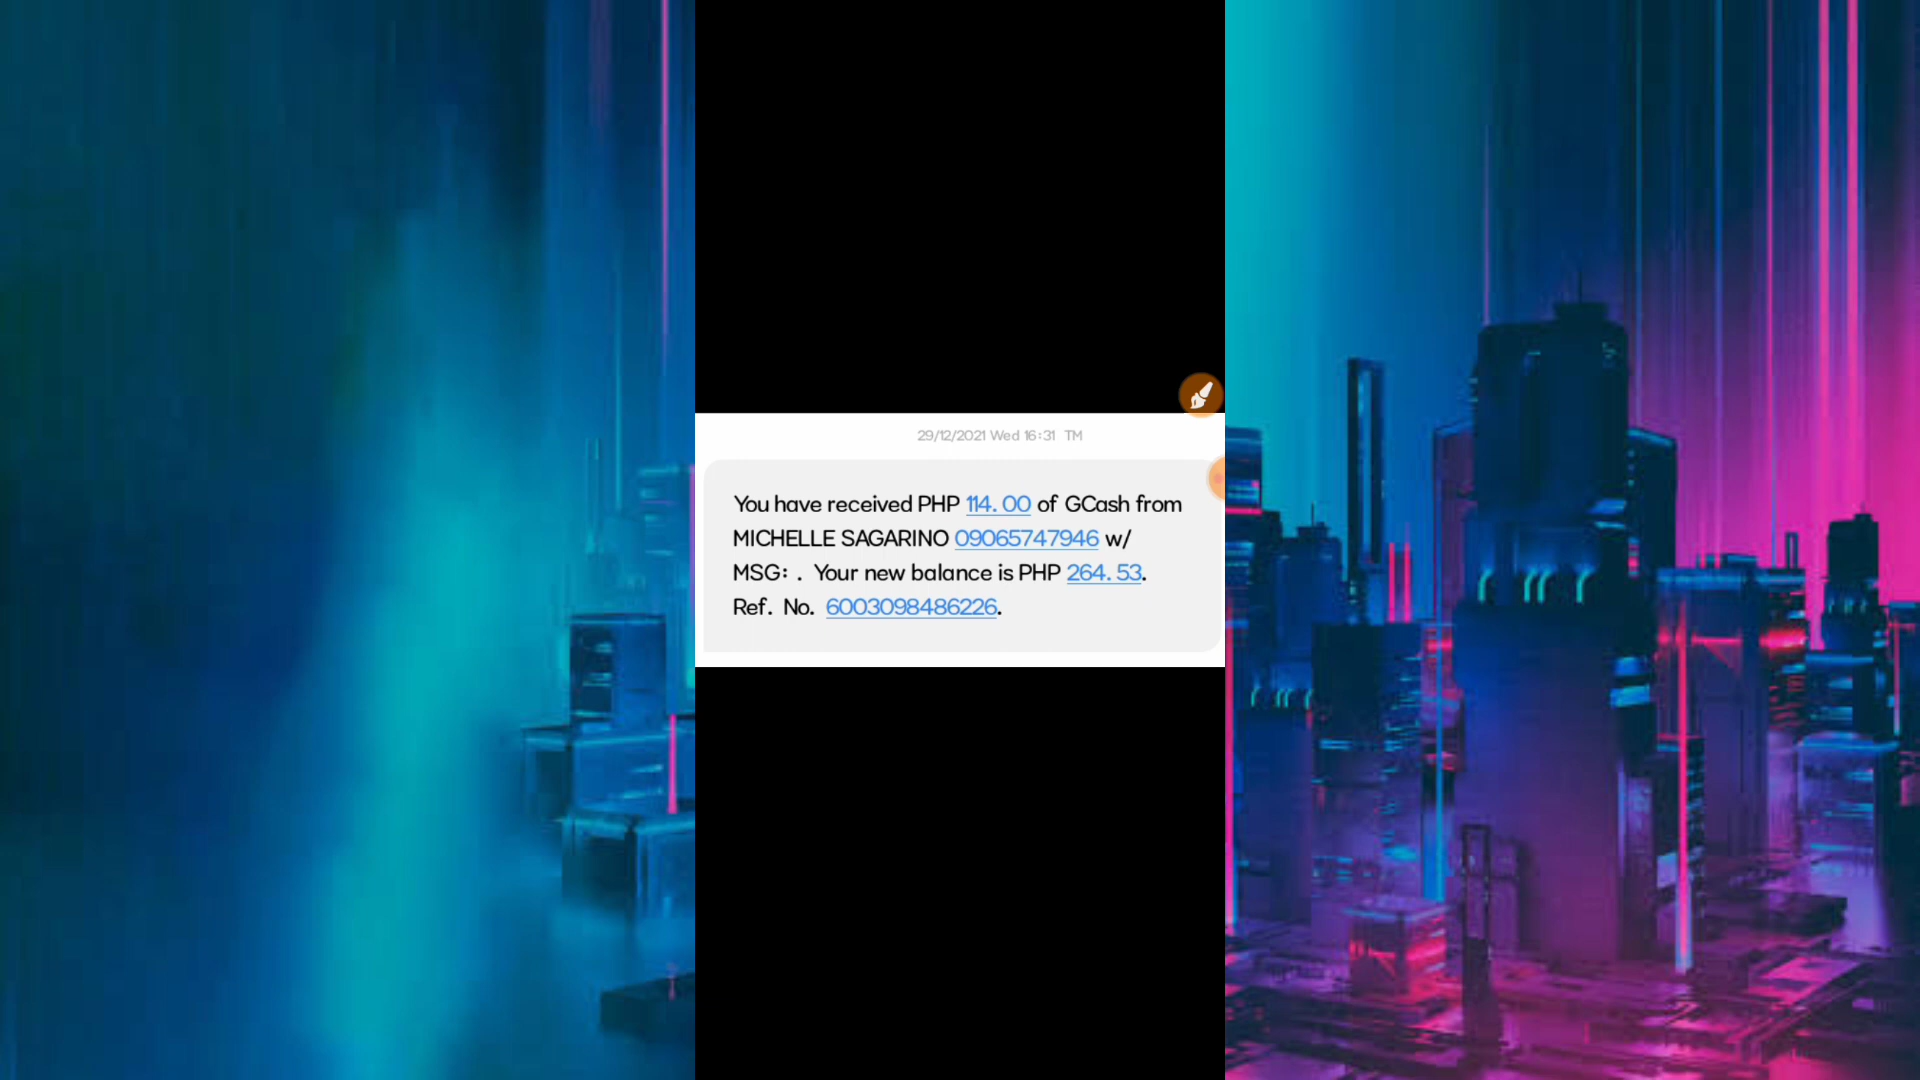 29/12/2021 Wed 16:31 TM
You have received PHP 114. 00 of GCash from
MICHELLE SAGARINO 09065747946 w/
MSG: . Your new balance is PHP 264. 53.
Ref. No. 6003098486226.